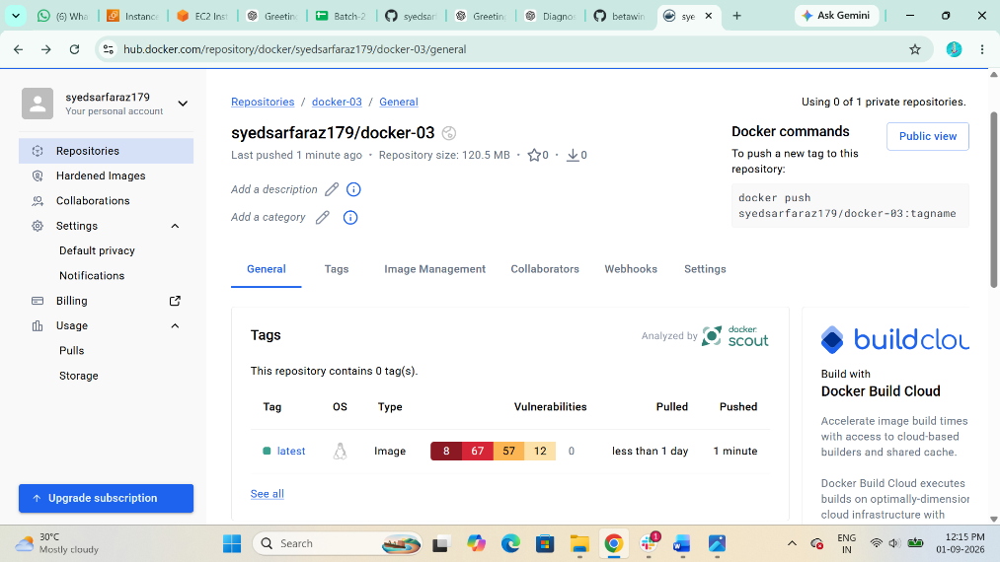 (6) Wha
Instance
EC2 Inst
Greeting
Batch-2
syedsarf
Greeting
Diagnos
betawin
sye
Ask Gemini
hub.docker.com/repository/docker/syedsarfaraz179/docker-03/general
syedsarfaraz179
Your personal account
Repositories
Hardened Images
Collaborations
Settings
Default privacy
Notifications
Billing
Usage
Pulls
Storage
Upgrade subscription
Repositories / docker-03 / General
Using 0 of 1 private repositories.
syedsarfaraz179/docker-03
Last pushed 1 minute ago · Repository size: 120.5 MB · 0 · 0
Add a description
Add a category
Docker commands
Public view
To push a new tag to this
repository:
docker push
syedsarfaraz179/docker-03:tagname
General Tags Image Management Collaborators Webhooks Settings
Tags
Analyzed by docker scout
This repository contains 0 tag(s).
Tag OS Type Vulnerabilities Pulled Pushed
latest Image 8 67 57 12 0 less than 1 day 1 minute
See all
buildclou
Build with
Docker Build Cloud
Accelerate image build times
with access to cloud-based
builders and shared cache.
Docker Build Cloud executes
builds on optimally-dimension
cloud infrastructure with
30°C
Mostly cloudy
Search
1
ENG
IN
12:15 PM
01-09-2026